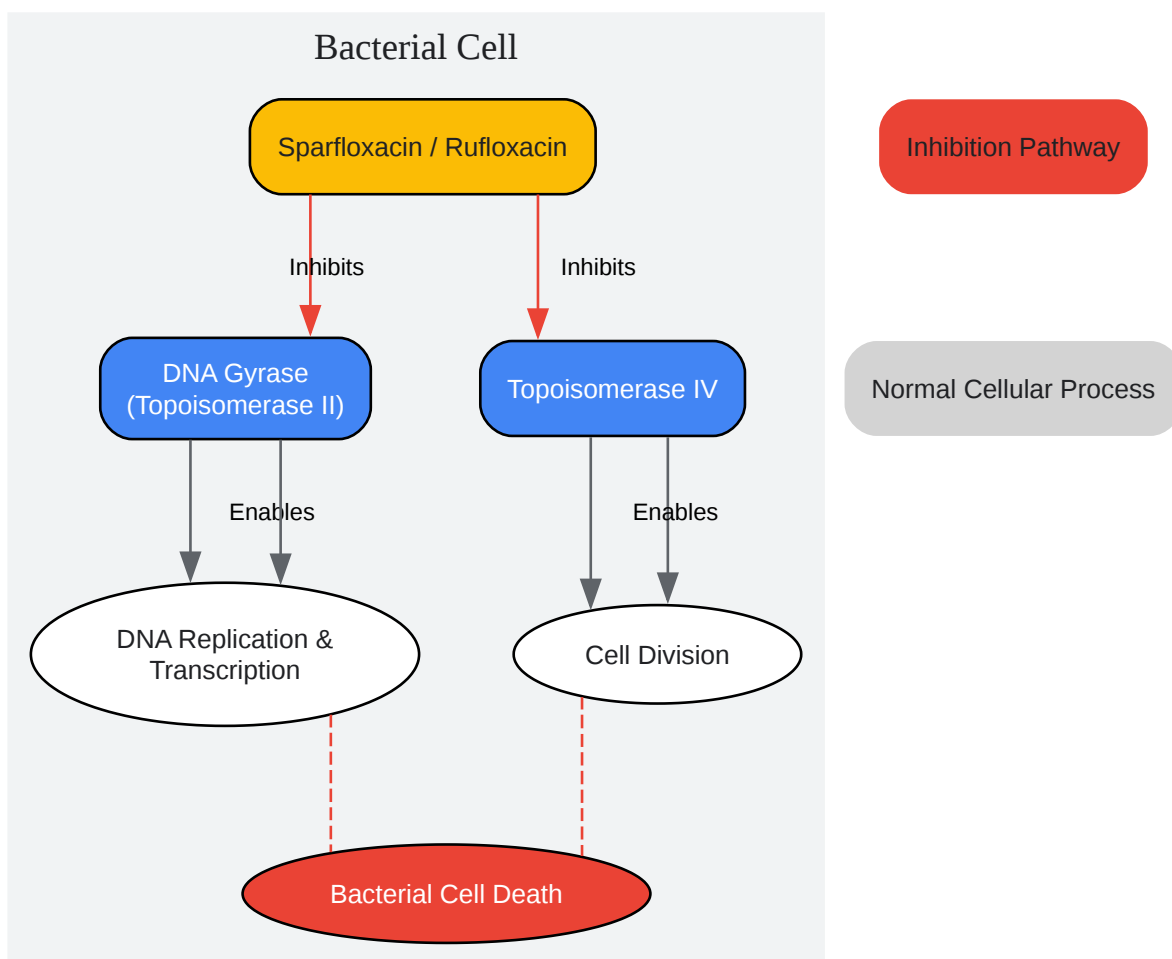 Bacterial Cell
Sparfloxacin / Rufloxacin
Inhibition Pathway
Inhibits
Inhibits
DNA Gyrase
(Topoisomerase II)
Topoisomerase IV
Normal Cellular Process
Enables
Enables
DNA Replication &
Transcription
Cell Division
Bacterial Cell Death